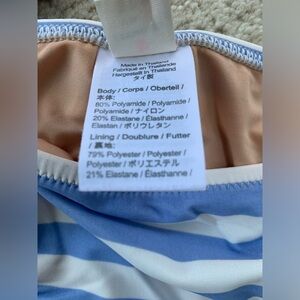 Made in Thailand
Fabriqué en Thaïlande
Hergestellt in Thailand
タイ製
Body / Corps / Oberteil /
本体:
80% Polyamide / Polyamide /
Polyamid / ナイロン
20% Elastane / Élasthanne /
Elastan / ポリウレタン
Lining / Doublure / Futter
/ 裏地:
79% Polyester / Polyester /
Polyester / ポリエステル
21% Elastane / Élasthanne /